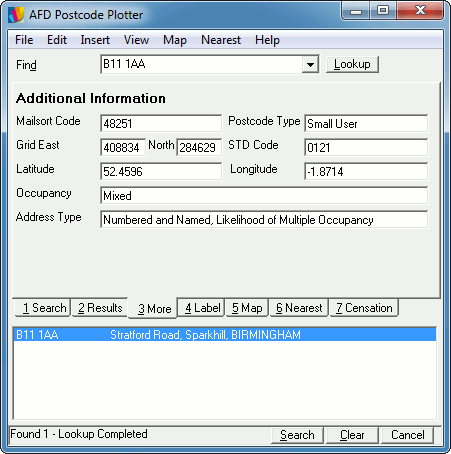 AFD Postcode Plotter
File Edit Insert View Map Nearest Help
Find B11 1AA Lookup
Additional Information
Mailsort Code 48251 Postcode Type Small User
Grid East 408834 North 284629 STD Code 0121
Latitude 52.4596 Longitude -1.8714
Occupancy Mixed
Address Type Numbered and Named, Likelihood of Multiple Occupancy
1 Search 2 Results 3 More 4 Label 5 Map 6 Nearest 7 Censation
B11 1AA Stratford Road, Sparkhill, BIRMINGHAM
Found 1 - Lookup Completed Search Clear Cancel